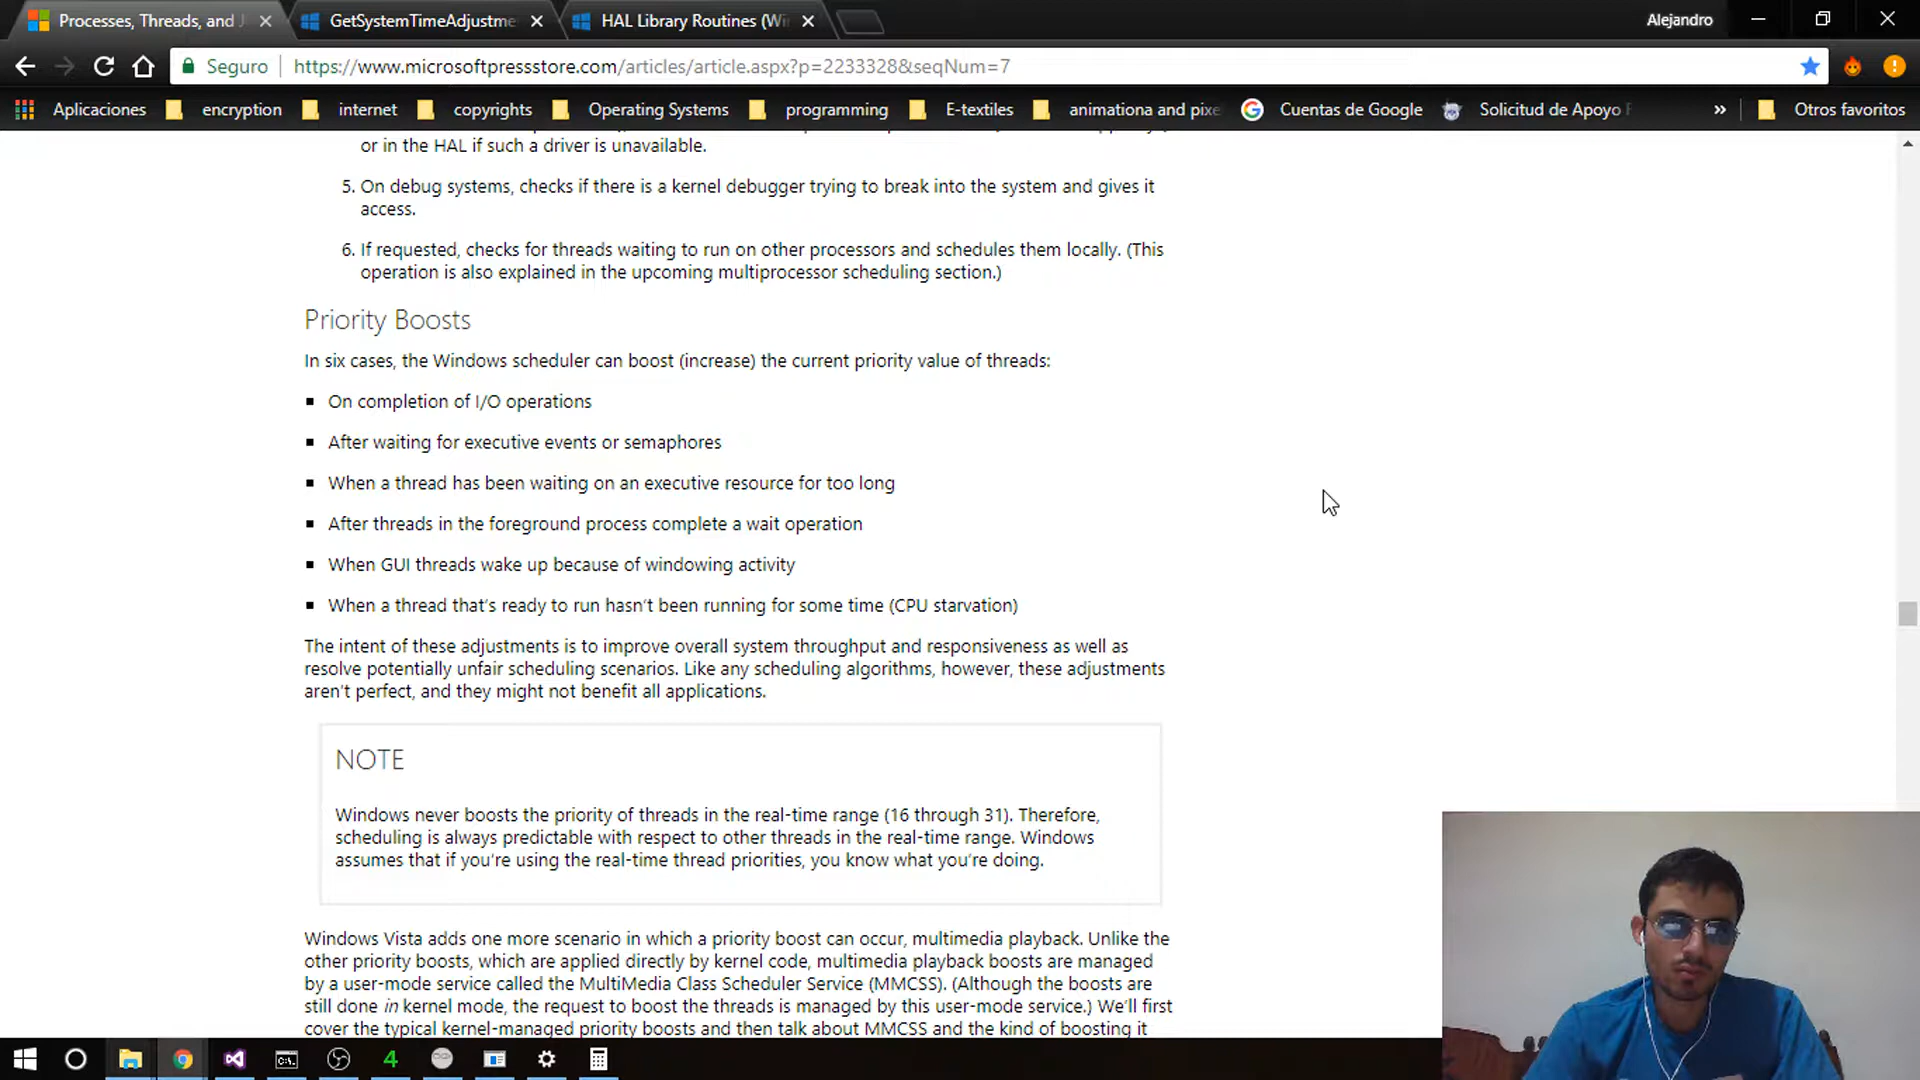 Processes, Threads, and J
GetSystemTimeAdjustme
HAL Library Routines (Wi
Alejandro
Seguro
https://www.microsoftpressstore.com/articles/article.aspx?p=2233328&seqNum=7
Aplicaciones
encryption
internet
copyrights
Operating Systems
programming
E-textiles
animationa and pixe
Cuentas de Google
Solicitud de Apoyo
»
Otros favoritos
or in the HAL if such a driver is unavailable.
5. On debug systems, checks if there is a kernel debugger trying to break into the system and gives it
access.
6. If requested, checks for threads waiting to run on other processors and schedules them locally. (This
operation is also explained in the upcoming multiprocessor scheduling section.)
Priority Boosts
In six cases, the Windows scheduler can boost (increase) the current priority value of threads:
▪ On completion of I/O operations
▪ After waiting for executive events or semaphores
▪ When a thread has been waiting on an executive resource for too long
▪ After threads in the foreground process complete a wait operation
▪ When GUI threads wake up because of windowing activity
▪ When a thread that's ready to run hasn't been running for some time (CPU starvation)
The intent of these adjustments is to improve overall system throughput and responsiveness as well as
resolve potentially unfair scheduling scenarios. Like any scheduling algorithms, however, these adjustments
aren't perfect, and they might not benefit all applications.
NOTE
Windows never boosts the priority of threads in the real-time range (16 through 31). Therefore,
scheduling is always predictable with respect to other threads in the real-time range. Windows
assumes that if you're using the real-time thread priorities, you know what you're doing.
Windows Vista adds one more scenario in which a priority boost can occur, multimedia playback. Unlike the
other priority boosts, which are applied directly by kernel code, multimedia playback boosts are managed
by a user-mode service called the MultiMedia Class Scheduler Service (MMCSS). (Although the boosts are
still done in kernel mode, the request to boost the threads is managed by this user-mode service.) We'll first
cover the typical kernel-managed priority boosts and then talk about MMCSS and the kind of boosting it
4